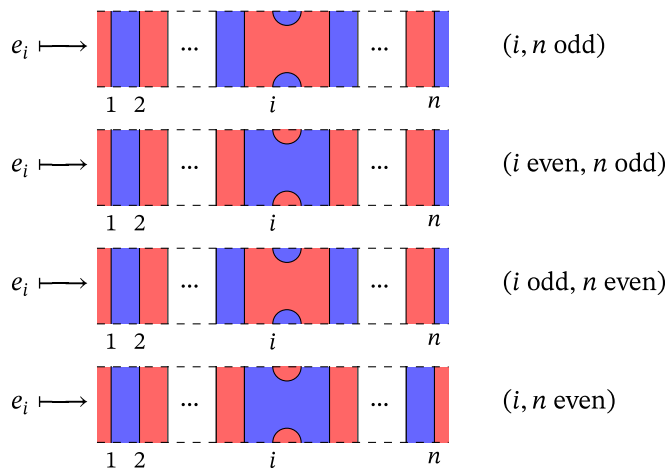 e_i ⟼ ... ... (i, n odd)
1 2 i n
e_i ⟼ ... ... (i even, n odd)
1 2 i n
e_i ⟼ ... ... (i odd, n even)
1 2 i n
e_i ⟼ ... ... (i, n even)
1 2 i n